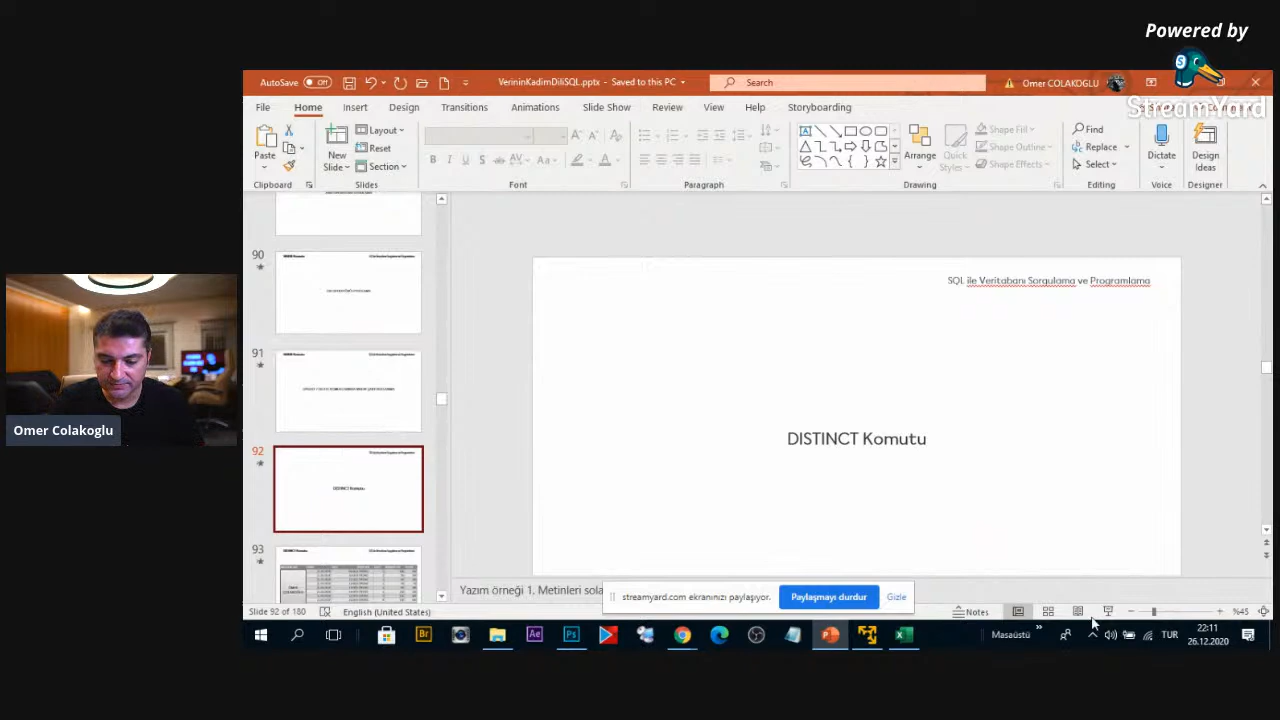 Powered by
StreamYard
AutoSave Off
VerininKadimDiliSQL.pptx - Saved to this PC
Search
Omer COLAKOGLU
File Home Insert Design Transitions Animations Slide Show Review View Help Storyboarding
Paste
New Slide
Layout
Reset
Section
Arrange
Quick Styles
Shape Fill
Shape Outline
Shape Effects
Find
Replace
Select
Dictate
Design Ideas
Clipboard Slides Font Paragraph Drawing Editing Voice Designer
90
91
92
DISTINCT Komutu
93
SQL ile Veritabanı Sorgulama ve Programlama
DISTINCT Komutu
Omer Colakoglu
Yazım örneği 1. Metinleri sola
streamyard.com ekranınızı paylaşıyor.
Paylaşmayı durdur
Gizle
Slide 92 of 180
English (United States)
Notes
%45
Masaüstü
TUR
22:11
26.12.2020